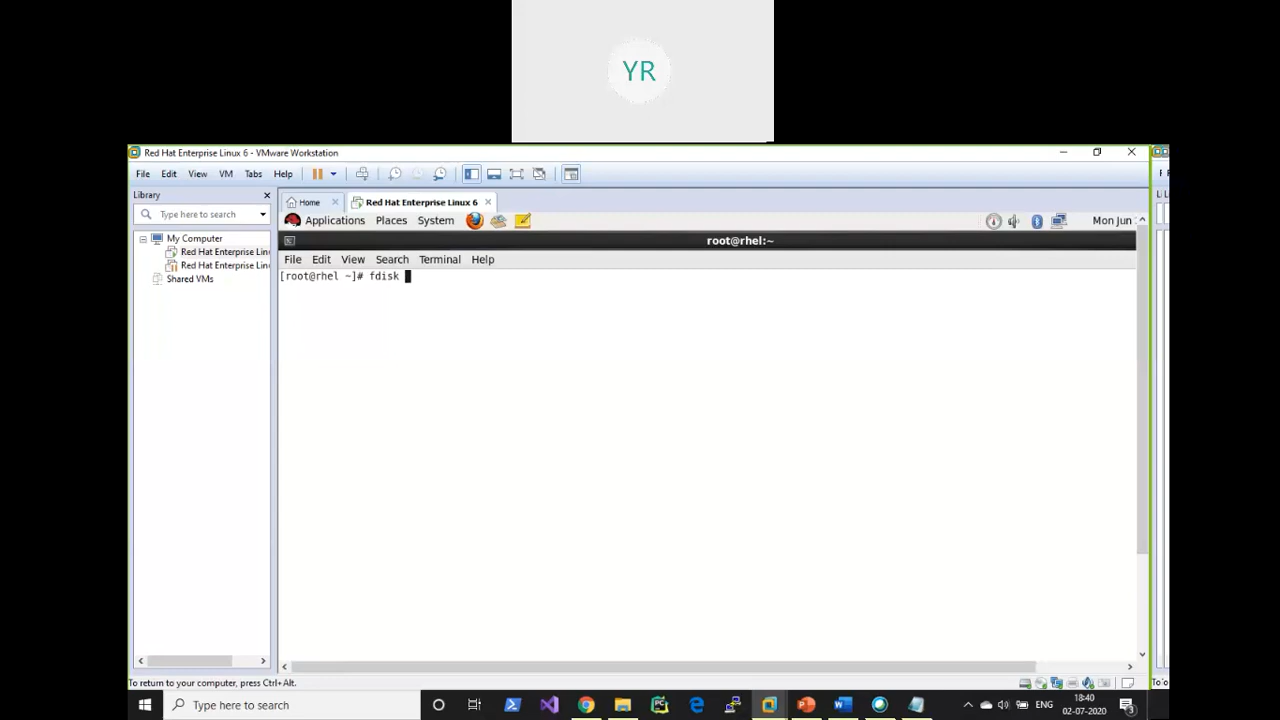 YR
Red Hat Enterprise Linux 6 - VMware Workstation
File Edit View VM Tabs Help
Library
Type here to search
My Computer
Red Hat Enterprise Lin
Red Hat Enterprise Lin
Shared VMs
Home
Red Hat Enterprise Linux 6
Applications Places System
Mon Jun
root@rhel:~
File Edit View Search Terminal Help
[root@rhel ~]# fdisk
To return to your computer, press Ctrl+Alt.
Type here to search
ENG
18:40
02-07-2020
3